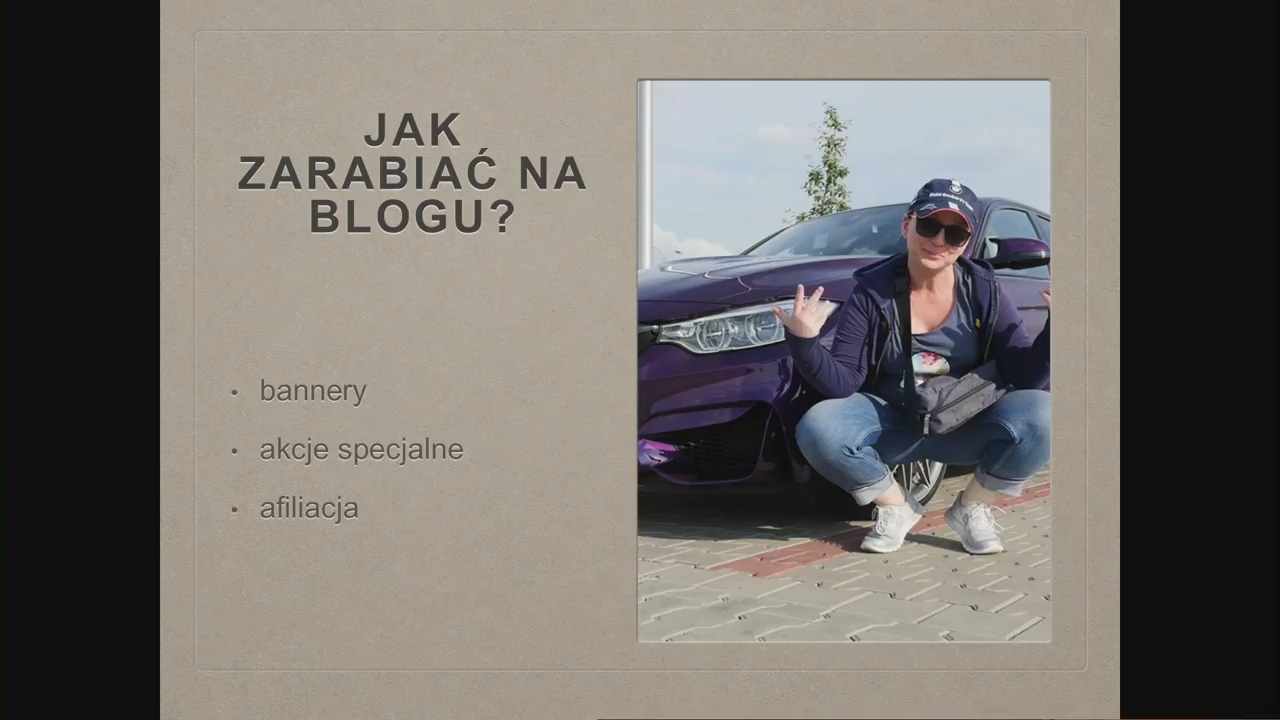 JAK
ZARABIAĆ NA
BLOGU?
• bannery
• akcje specjalne
• afiliacja